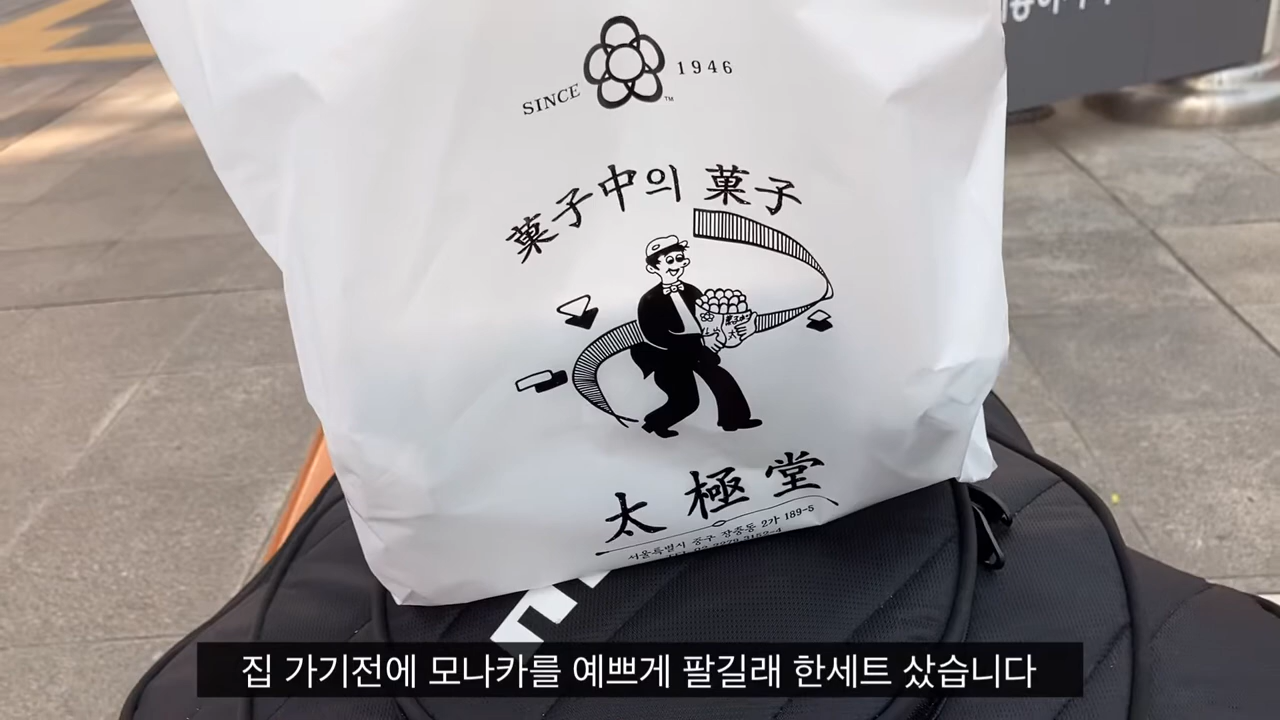 SINCE 1946
菓子中의 菓子
太極堂
서울특별시 중구 장충동 2가 189-5
집 가기전에 모나카를 예쁘게 팔길래 한세트 샀습니다